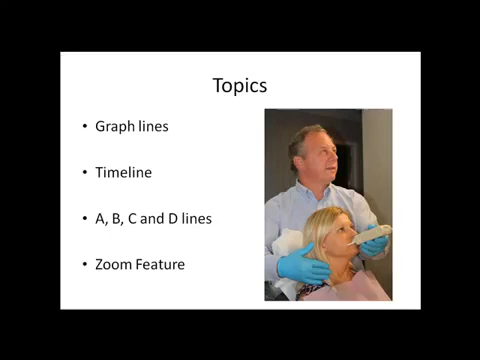 Topics
• Graph lines
• Timeline
• A, B, C and D lines
• Zoom Feature